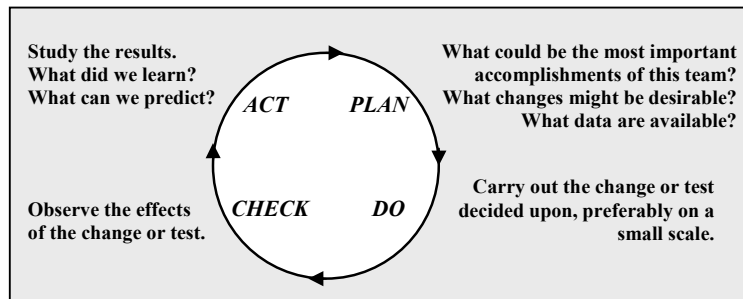 Study the results.
What did we learn?
What can we predict?
ACT
PLAN
What could be the most important
accomplishments of this team?
What changes might be desirable?
What data are available?
Observe the effects
of the change or test.
CHECK
DO
Carry out the change or test
decided upon, preferably on a
small scale.